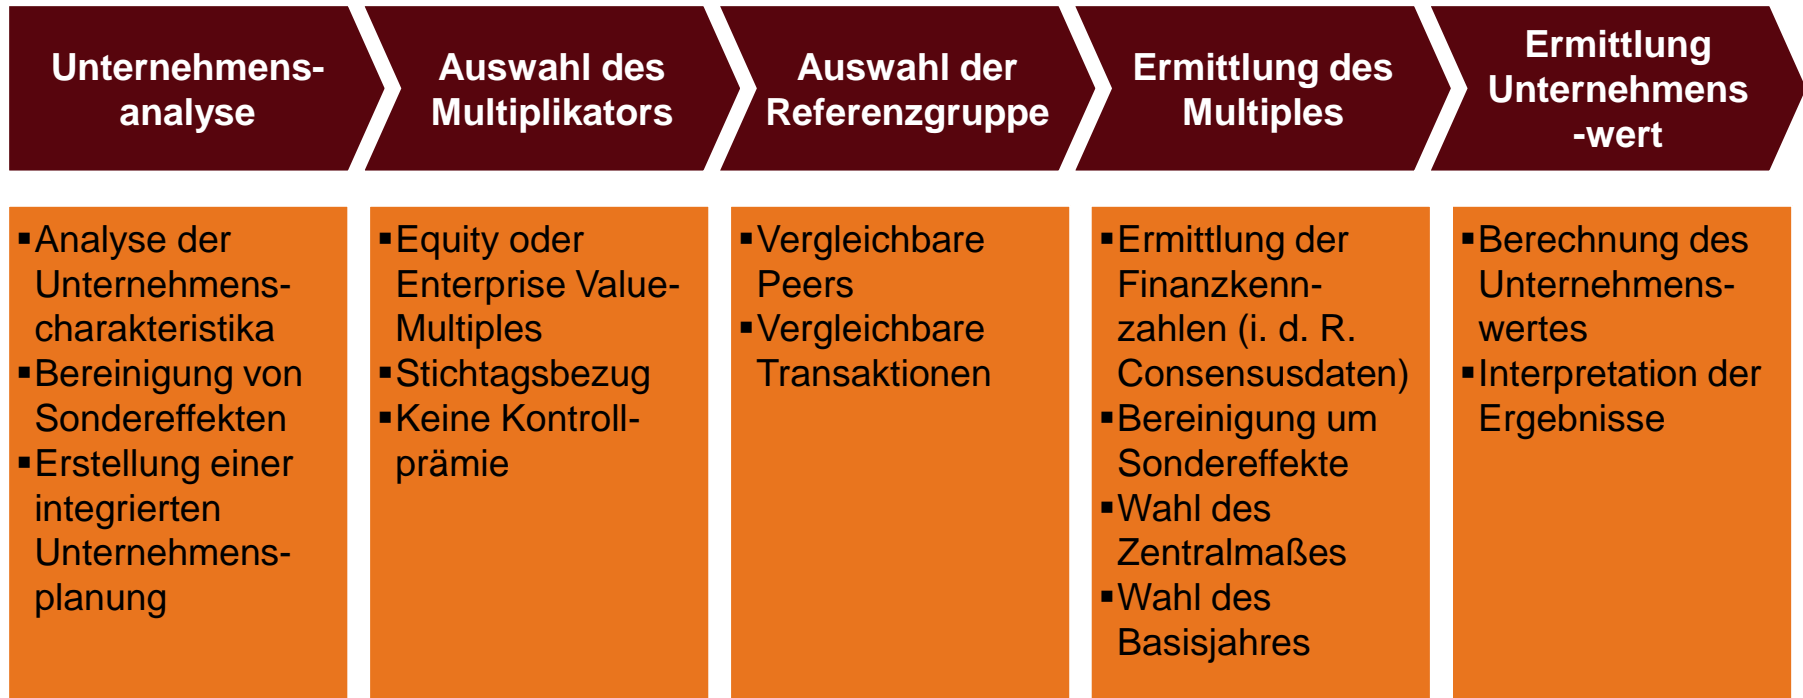 Unternehmens-
analyse
Auswahl des
Multiplikators
Auswahl der
Referenzgruppe
Ermittlung des
Multiples
Ermittlung
Unternehmens
-wert
▪Analyse der
Unternehmens-
charakteristika
▪Bereinigung von
Sondereffekten
▪Erstellung einer
integrierten
Unternehmens-
planung
▪Equity oder
Enterprise Value-
Multiples
▪Stichtagsbezug
▪Keine Kontroll-
prämie
▪Vergleichbare
Peers
▪Vergleichbare
Transaktionen
▪Ermittlung der
Finanzkenn-
zahlen (i. d. R.
Consensusdaten)
▪Bereinigung um
Sondereffekte
▪Wahl des
Zentralmaßes
▪Wahl des
Basisjahres
▪Berechnung des
Unternehmens-
wertes
▪Interpretation der
Ergebnisse